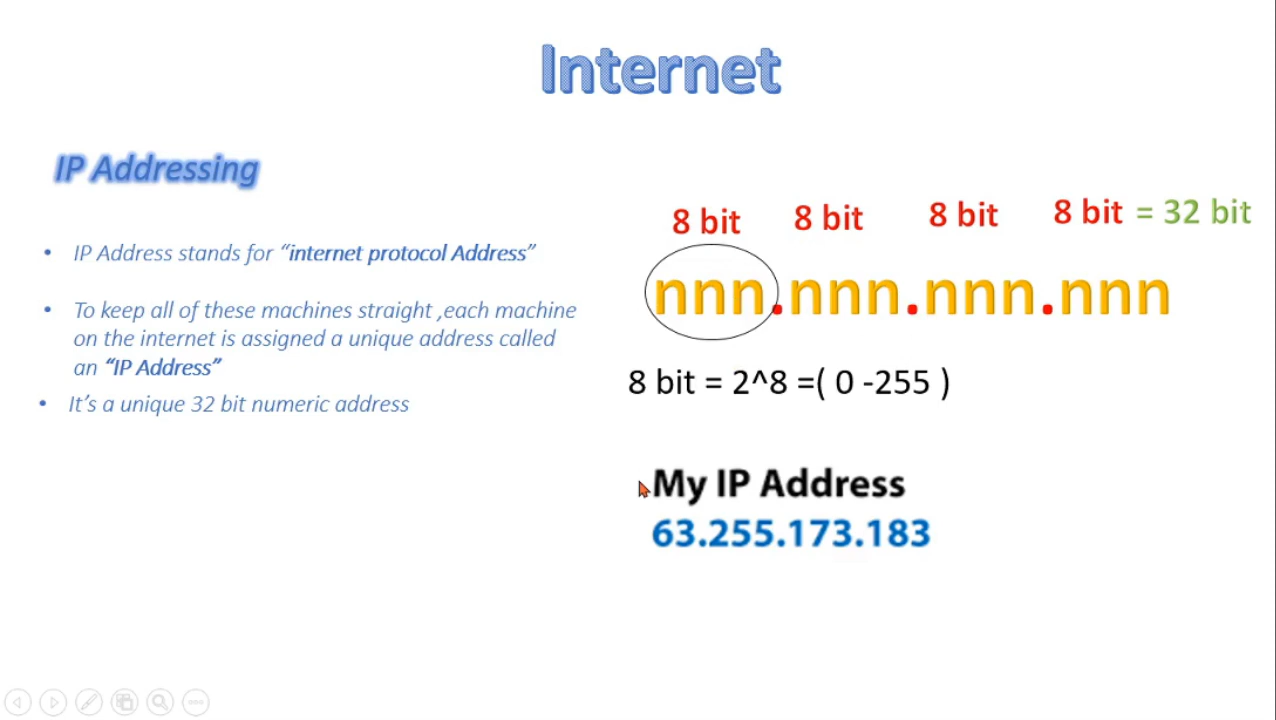 Internet
IP Addressing
• IP Address stands for “internet protocol Address”
• To keep all of these machines straight ,each machine
on the internet is assigned a unique address called
an “IP Address”
• It’s a unique 32 bit numeric address
8 bit 8 bit 8 bit 8 bit = 32 bit
nnn.nnn.nnn.nnn
8 bit = 2^8 =( 0 -255 )
My IP Address
63.255.173.183